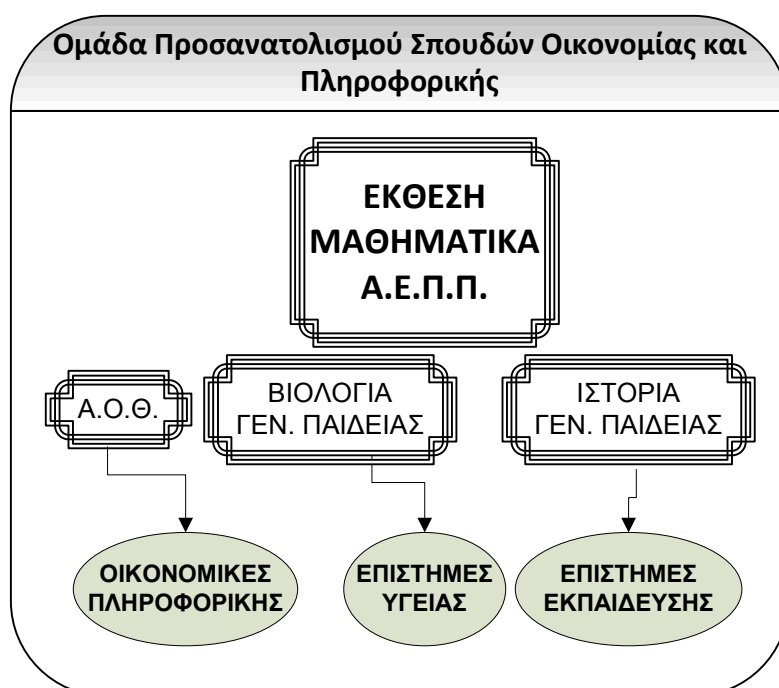 Ομάδα Προσανατολισμού Σπουδών Οικονομίας και
Πληροφορικής
ΕΚΘΕΣΗ
ΜΑΘΗΜΑΤΙΚΑ
Α.Ε.Π.Π.
Α.Ο.Θ.
ΒΙΟΛΟΓΙΑ
ΓΕΝ. ΠΑΙΔΕΙΑΣ
ΙΣΤΟΡΙΑ
ΓΕΝ. ΠΑΙΔΕΙΑΣ
ΟΙΚΟΝΟΜΙΚΕΣ
ΠΛΗΡΟΦΟΡΙΚΗΣ
ΕΠΙΣΤΗΜΕΣ
ΥΓΕΙΑΣ
ΕΠΙΣΤΗΜΕΣ
ΕΚΠΑΙΔΕΥΣΗΣ